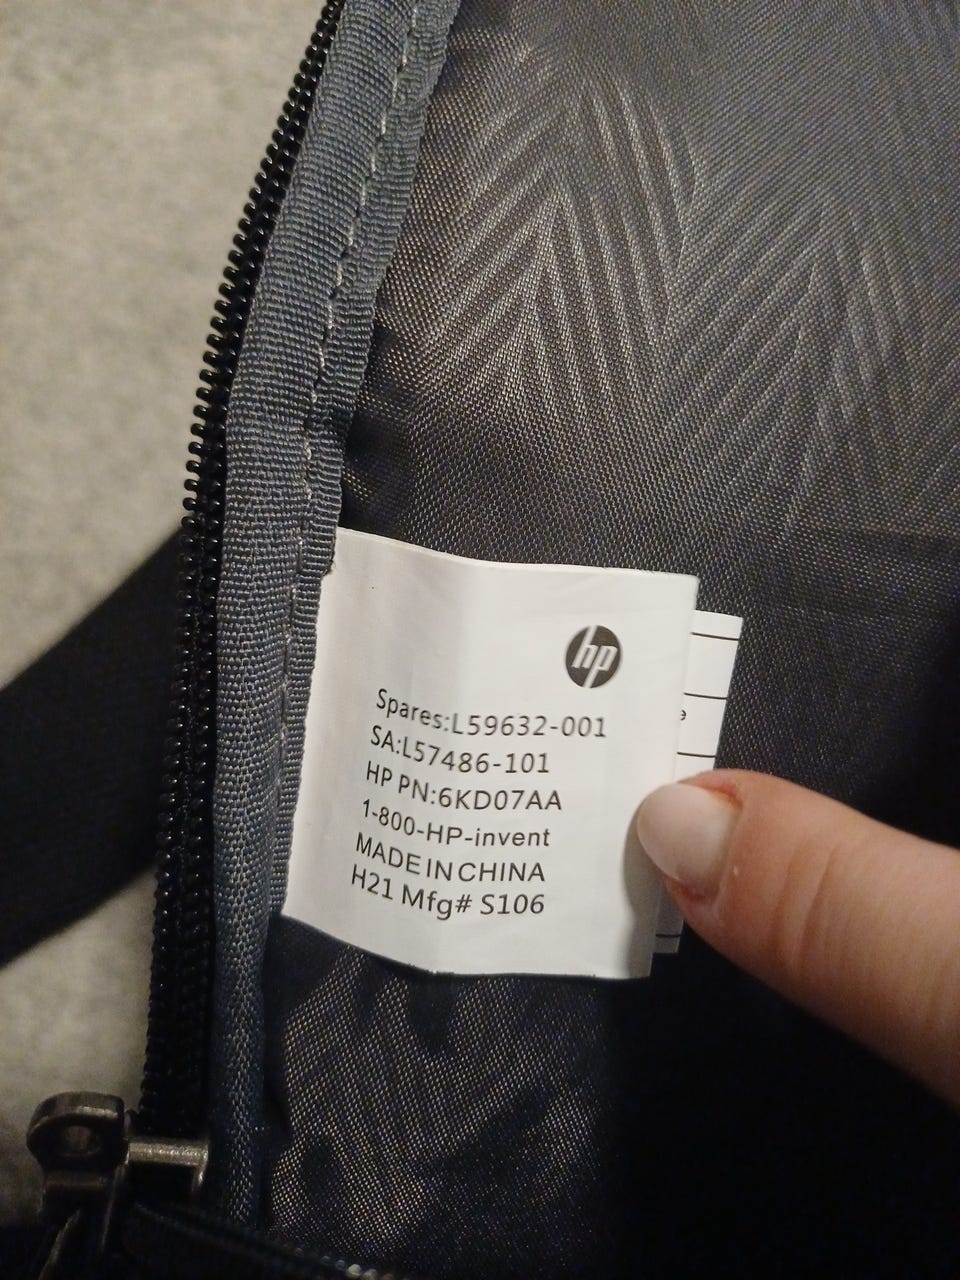 hp
Spares:L59632-001
SA:L57486-101
HP PN:6KD07AA
1-800-HP-invent
MADE IN CHINA
H21 Mfg# S106
e